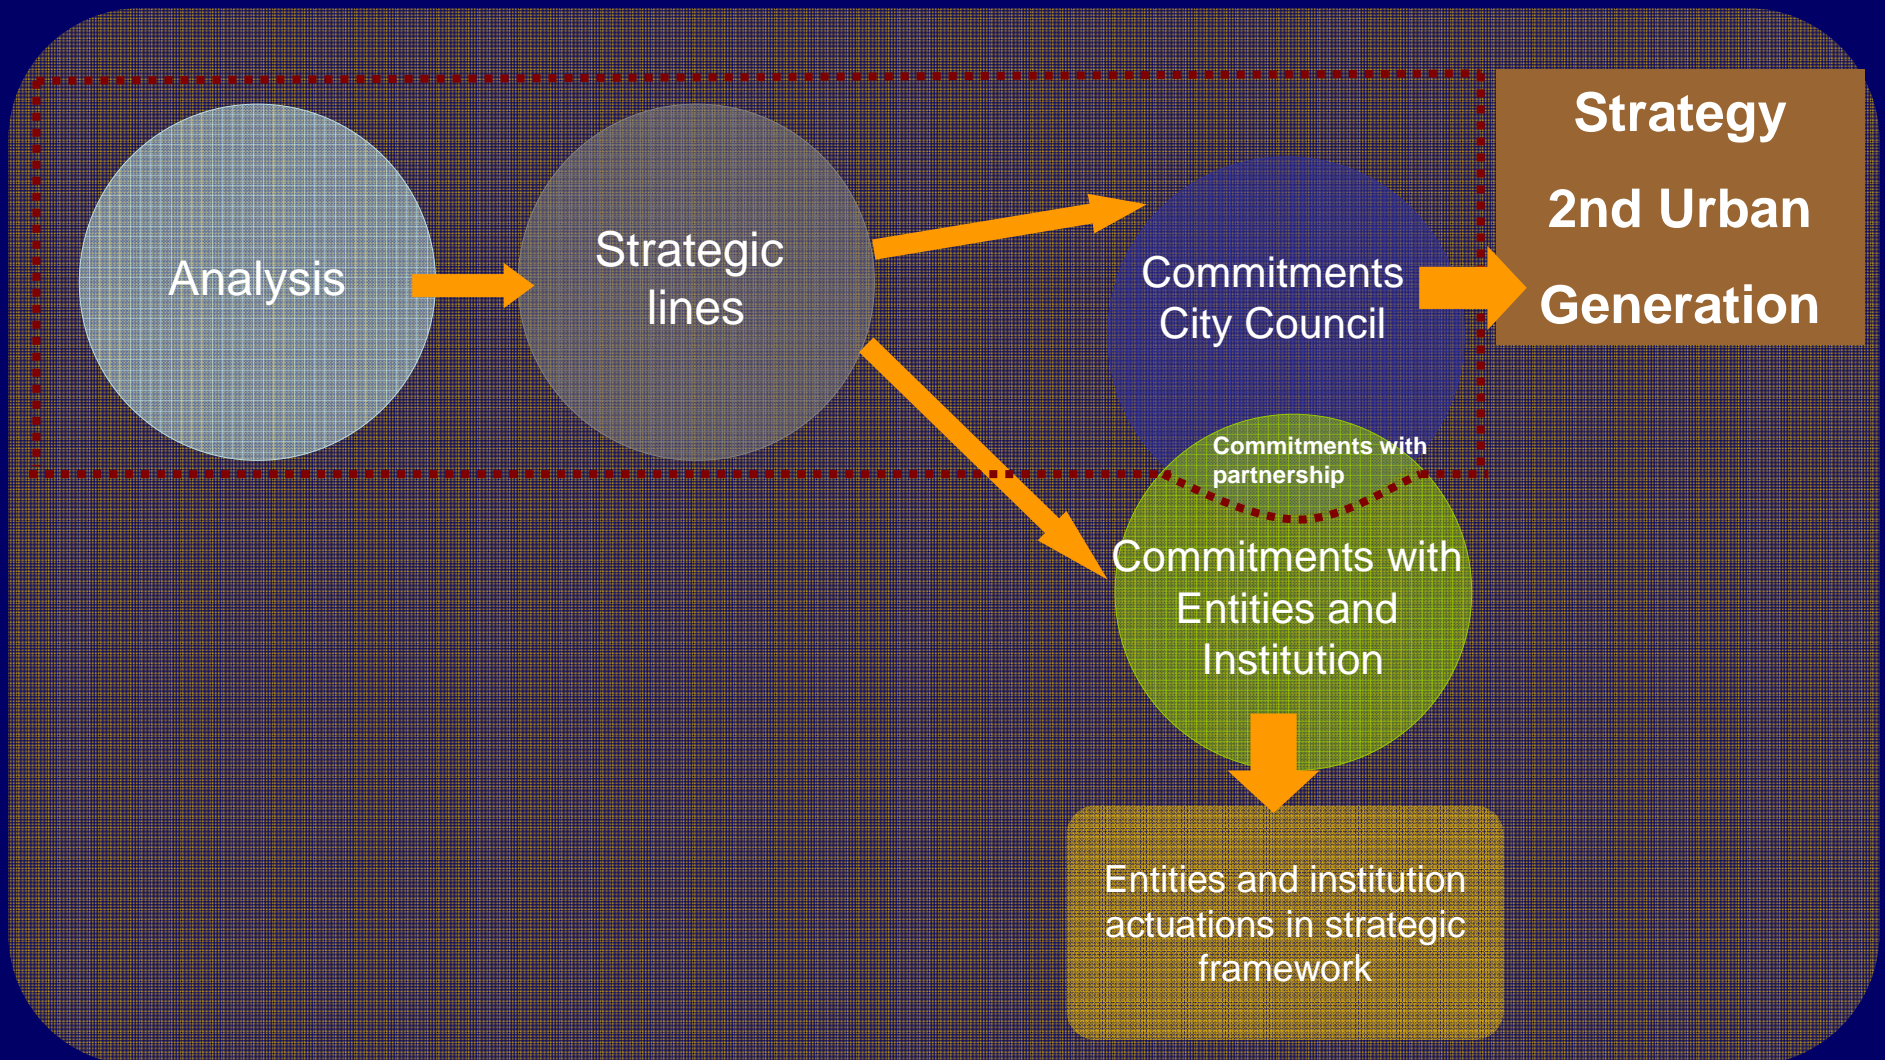 Analysis
Strategic
lines
Commitments
City Council
Strategy
2nd Urban
Generation
Commitments with
partnership
Commitments with
Entities and
Institution
Entities and institution
actuations in strategic
framework